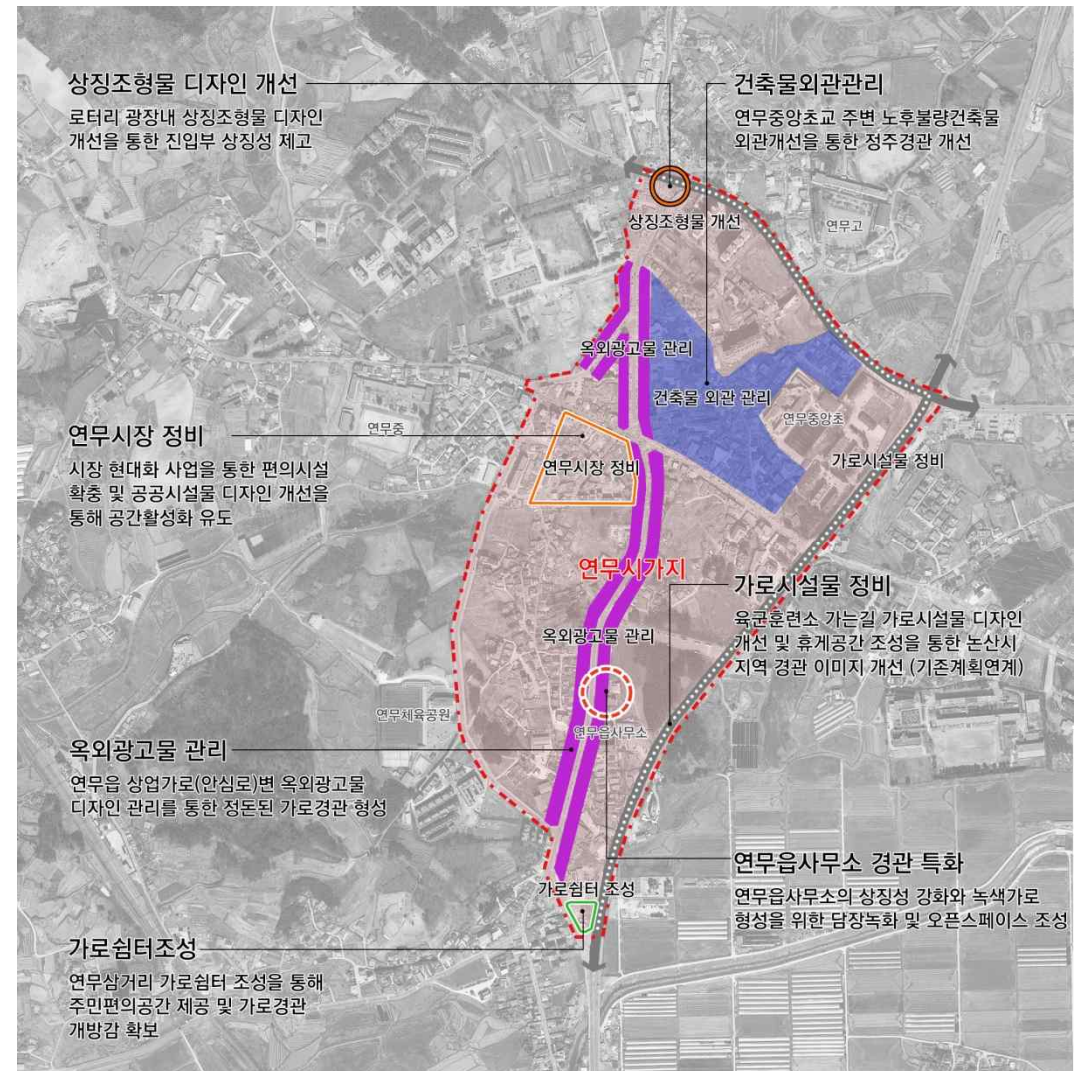 상징조형물 디자인 개선
로터리 광장내 상징조형물 디자인
개선을 통한 진입부 상징성 제고
건축물외관관리
연무중앙초교 주변 노후불량건축물
외관개선을 통한 정주경관 개선
상징조형물 개선
연무고
옥외광고물 관리
건축물 외관 관리
연무중앙초
연무중
연무시장 정비
시장 현대화 사업을 통한 편의시설
확충 및 공공시설물 디자인 개선을
통해 공간활성화 유도
연무시장 정비
가로시설물 정비
연무시가지
가로시설물 정비
육군훈련소 가는길 가로시설물 디자인
개선 및 휴게공간 조성을 통한 논산시
지역 경관 이미지 개선 (기존계획연계)
옥외광고물 관리
연무체육공원
연무읍사무소
옥외광고물 관리
연무읍 상업가로(안심로)변 옥외광고물
디자인 관리를 통한 정돈된 가로경관 형성
연무읍사무소 경관 특화
연무읍사무소의 상징성 강화와 녹색가로
형성을 위한 담장녹화 및 오픈스페이스 조성
가로쉼터 조성
가로쉼터조성
연무삼거리 가로쉼터 조성을 통해
주민편의공간 제공 및 가로경관
개방감 확보